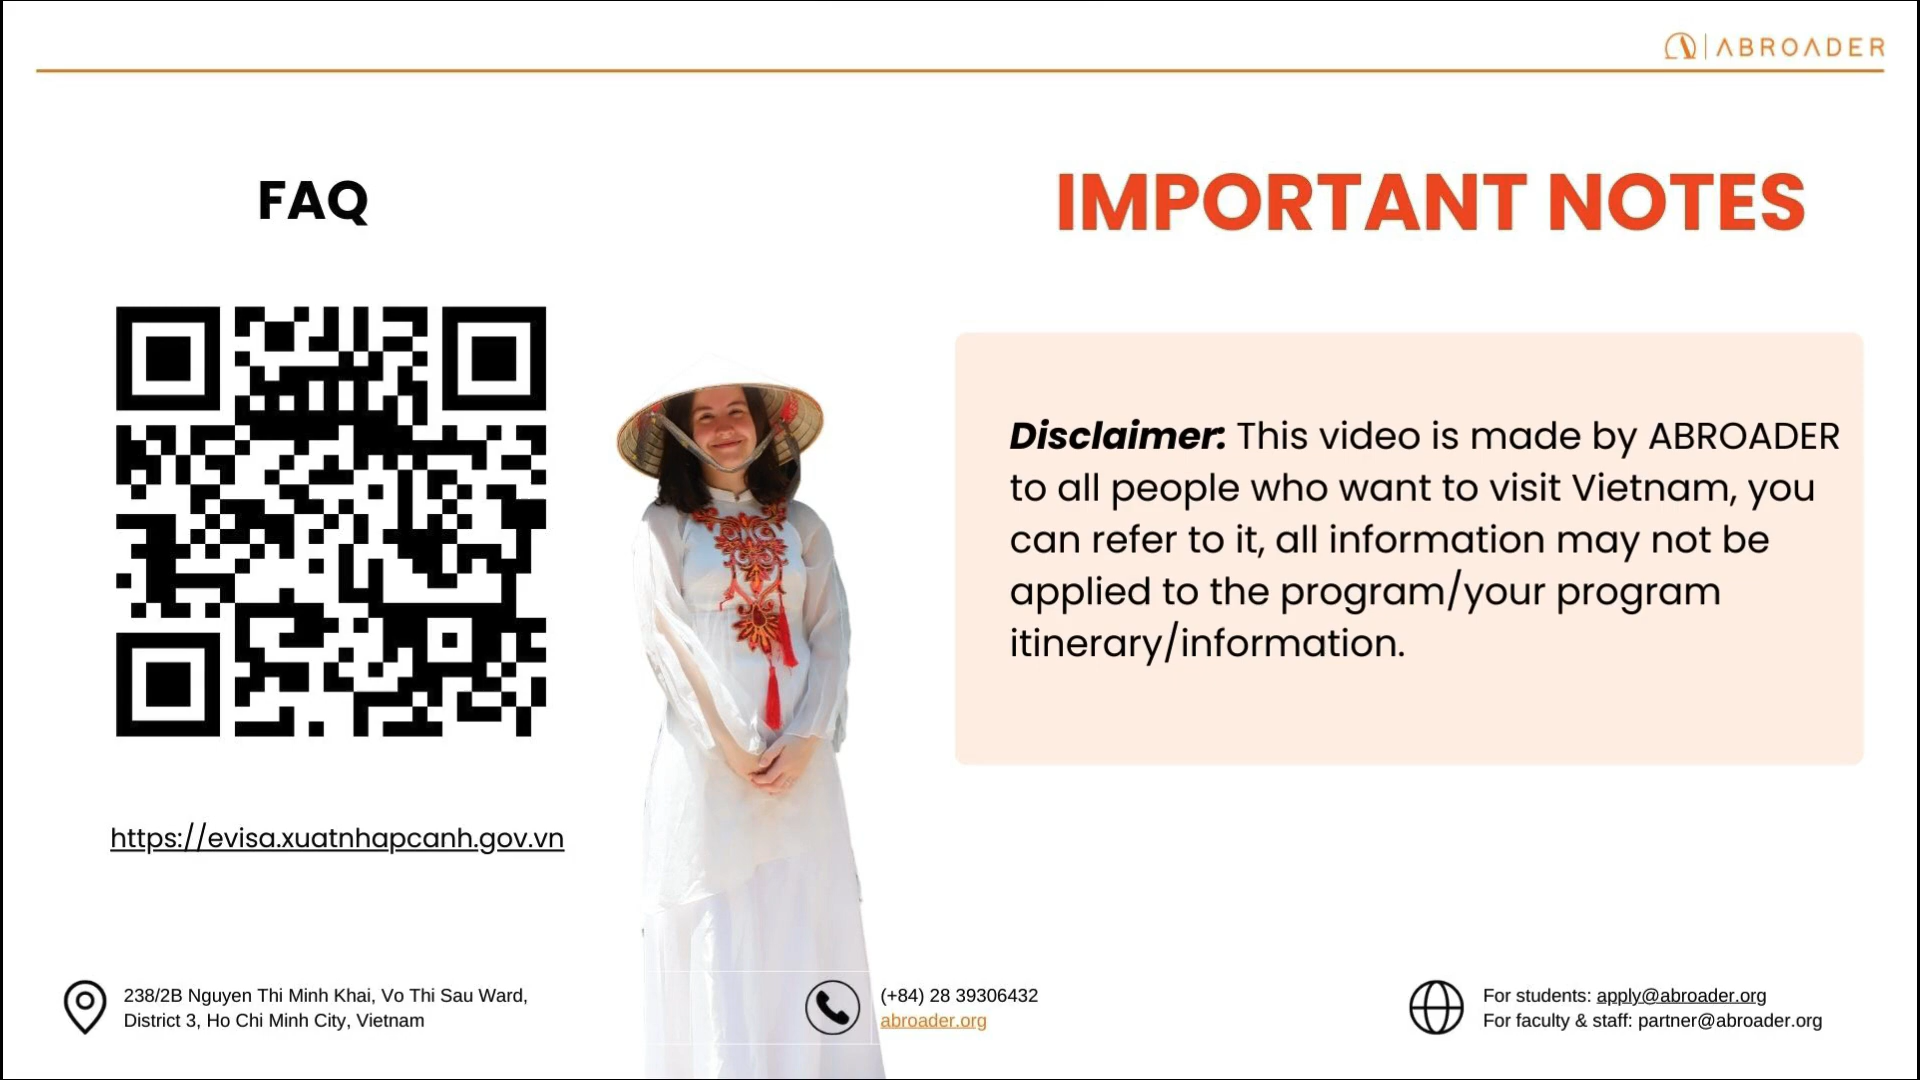 ABROADER
FAQ
IMPORTANT NOTES
Disclaimer: This video is made by ABROADER
to all people who want to visit Vietnam, you
can refer to it, all information may not be
applied to the program/your program
itinerary/information.
https://evisa.xuatnhapcanh.gov.vn
238/2B Nguyen Thi Minh Khai, Vo Thi Sau Ward,
District 3, Ho Chi Minh City, Vietnam
(+84) 28 39306432
abroader.org
For students: apply@abroader.org
For faculty & staff: partner@abroader.org